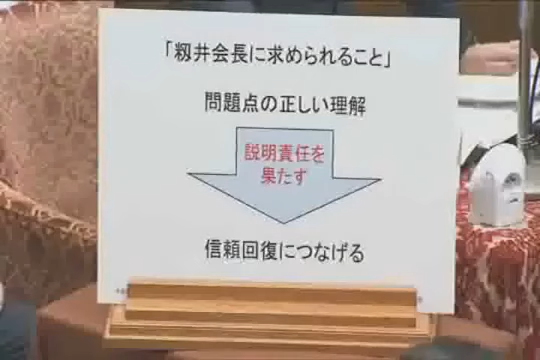 「籾井会長に求められること」
問題点の正しい理解
説明責任を
果たす
信頼回復につなげる